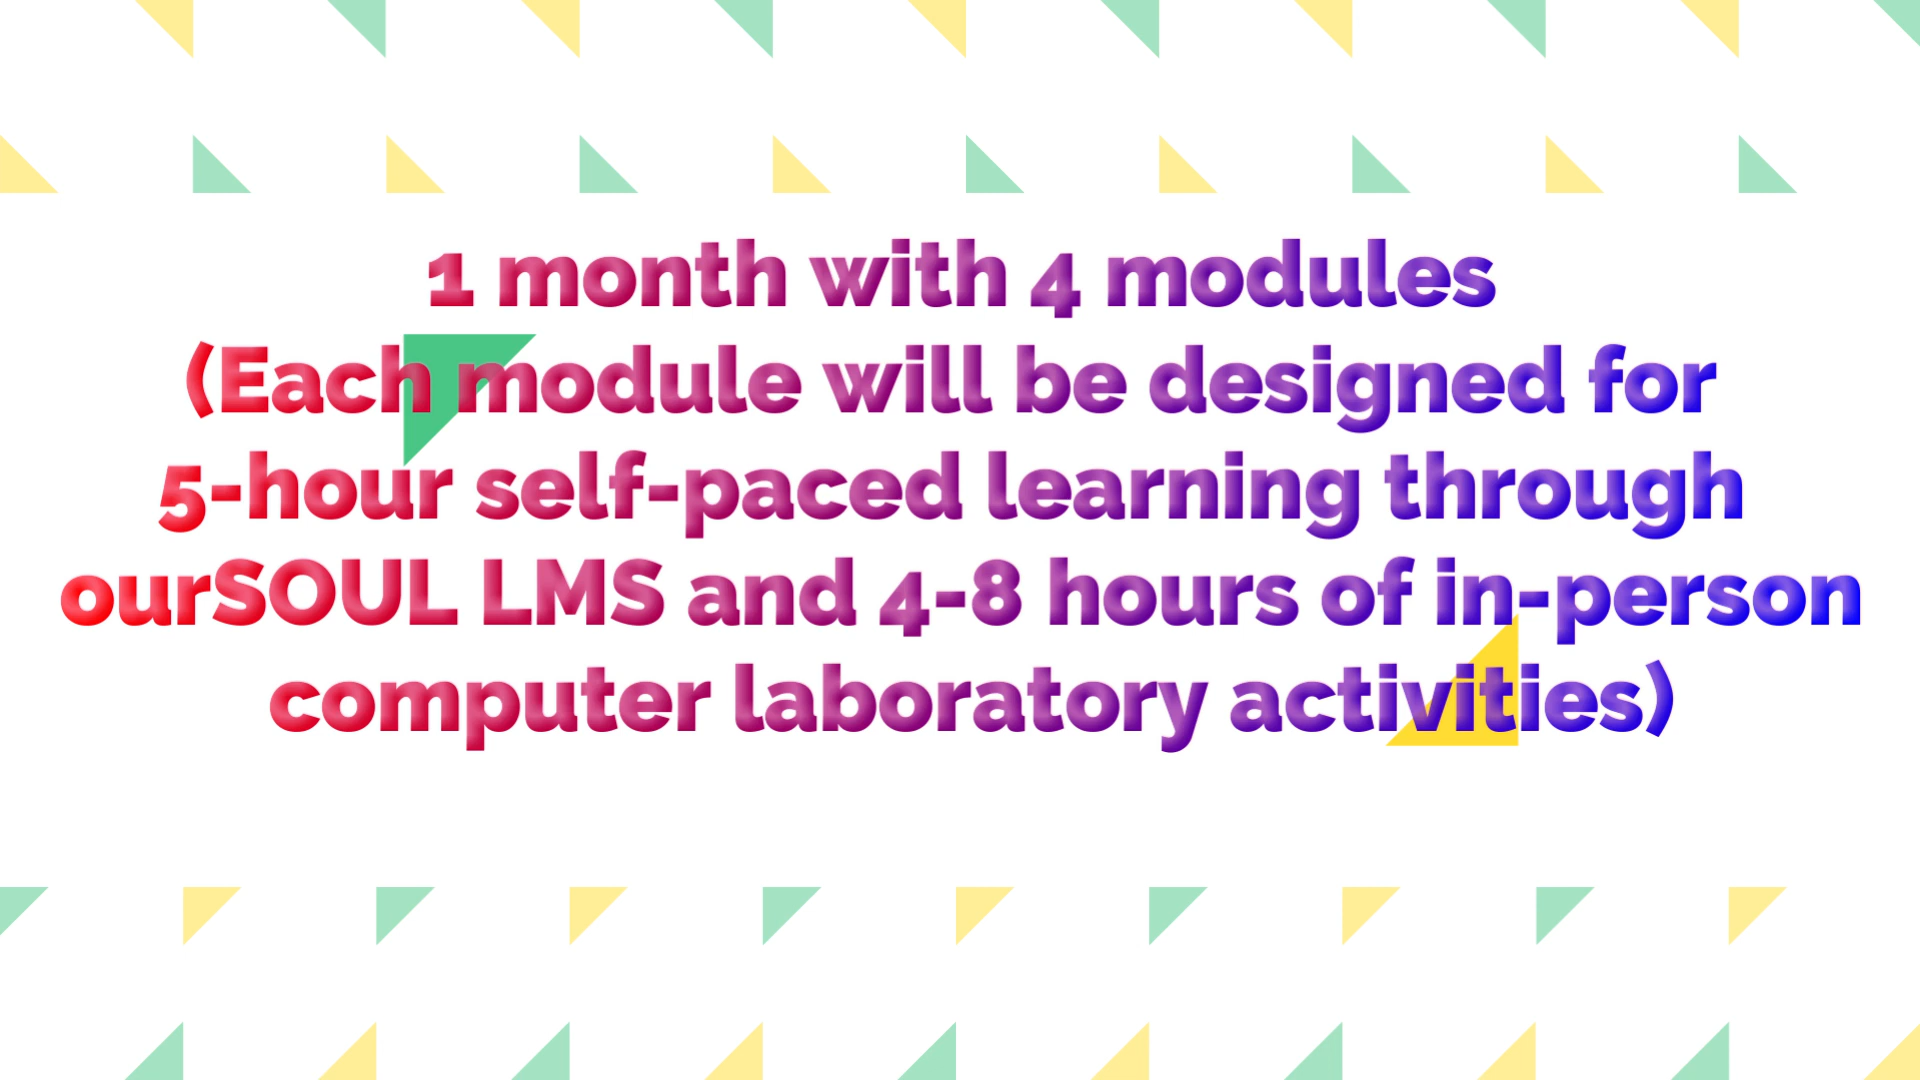 1 month with 4 modules
(Each module will be designed for
5-hour self-paced learning through
ourSOUL LMS and 4-8 hours of in-person
computer laboratory activities)